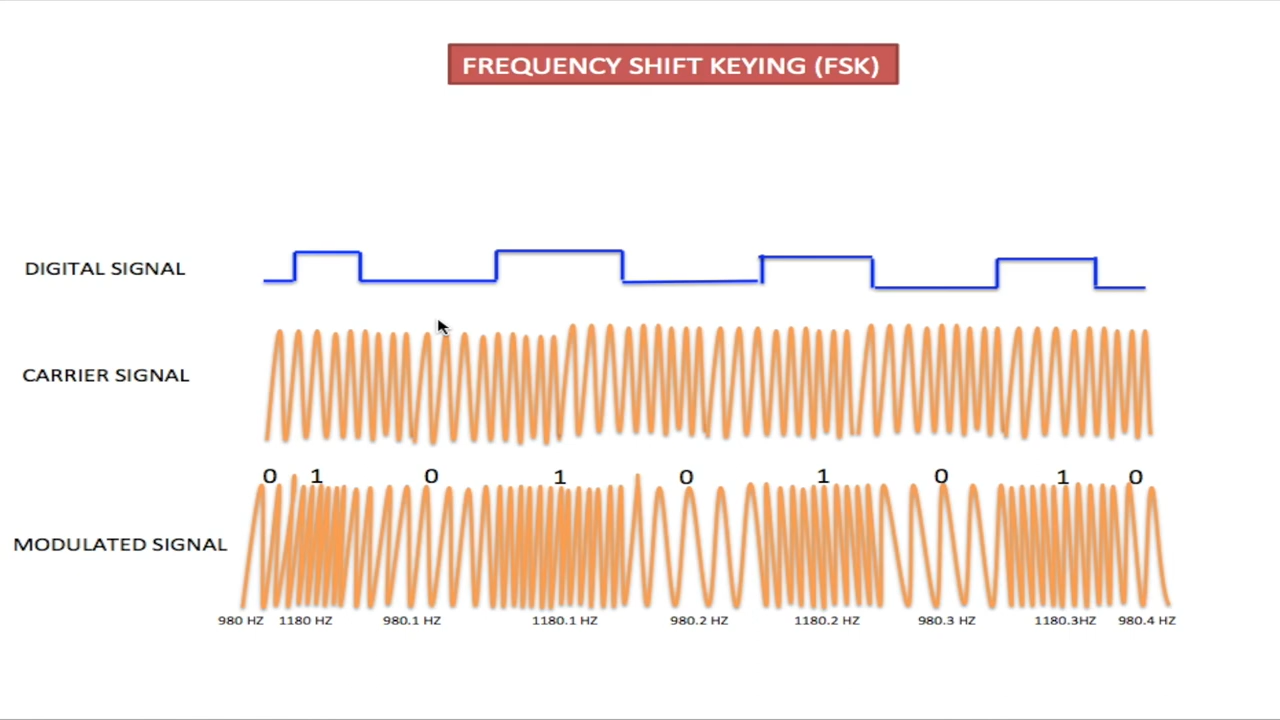 FREQUENCY SHIFT KEYING (FSK)
DIGITAL SIGNAL
CARRIER SIGNAL
0 1 0 1 0 1 0 1 0
MODULATED SIGNAL
980 HZ 1180 HZ 980.1 HZ 1180.1 HZ 980.2 HZ 1180.2 HZ 980.3 HZ 1180.3HZ 980.4 HZ